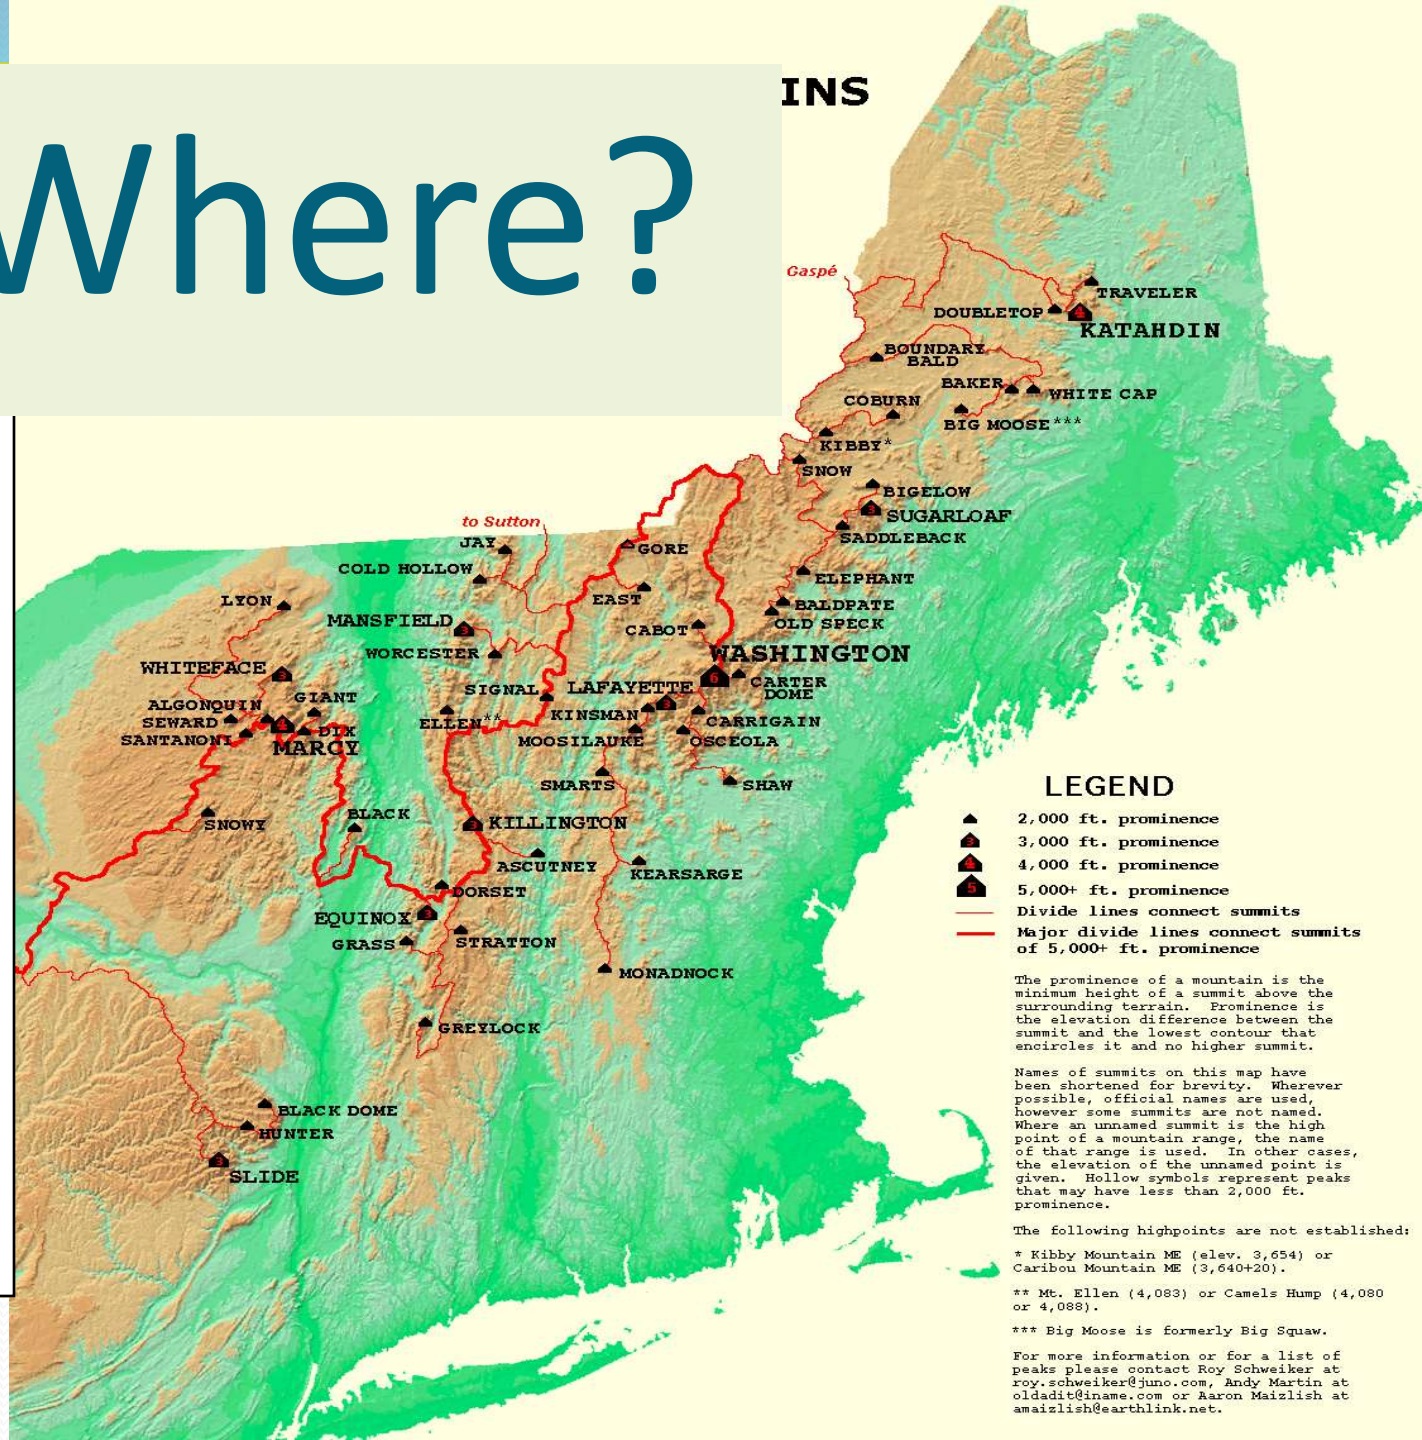 INS
Where?
Gaspé
TRAVELER
DOUBLETOP
4
KATAHDIN
BOUNDARY
BALD
BAKER
WHITE CAP
COBURN
BIG MOOSE***
KIBBY*
SNOW
BIGELOW
3
SUGARLOAF
SADDLEBACK
to Sutton
JAY
GORE
COLD HOLLOW
ELEPHANT
EAST
LYON
BALDPATE
OLD SPECK
MANSFIELD
3
CABOT
WORCESTER
WASHINGTON
6
WHITEFACE
3
CARTER
DOME
SIGNAL
LAFAYETTE
3
GIANT
ALGONQUIN
KINSMAN
SEWARD
4
ELLEN**
CARRIGAIN
DIX
SANTANONI
MARCY
MOOSILAUKE
OSCEOLA
SMARTS
SHAW
BLACK
SNOWY
3
KILLINGTON
ASCUTNEY
KEARSARGE
DORSET
EQUINOX
3
GRASS
STRATTON
MONADNOCK
GREYLOCK
BLACK DOME
HUNTER
3
SLIDE
LEGEND
2,000 ft. prominence
3 3,000 ft. prominence
4 4,000 ft. prominence
5 5,000+ ft. prominence
Divide lines connect summits
Major divide lines connect summits
of 5,000+ ft. prominence
The prominence of a mountain is the
minimum height of a summit above the
surrounding terrain. Prominence is
the elevation difference between the
summit and the lowest contour that
encircles it and no higher summit.
Names of summits on this map have
been shortened for brevity. Wherever
possible, official names are used,
however some summits are not named.
Where an unnamed summit is the high
point of a mountain range, the name
of that range is used. In other cases,
the elevation of the unnamed point is
given. Hollow symbols represent peaks
that may have less than 2,000 ft.
prominence.
The following highpoints are not established:
* Kibby Mountain ME (elev. 3,654) or
Caribou Mountain ME (3,640+20).
** Mt. Ellen (4,083) or Camels Hump (4,080
or 4,088).
*** Big Moose is formerly Big Squaw.
For more information or for a list of
peaks please contact Roy Schweiker at
roy.schweiker@juno.com, Andy Martin at
oldadit@iname.com or Aaron Maizlish at
amaizlish@earthlink.net.